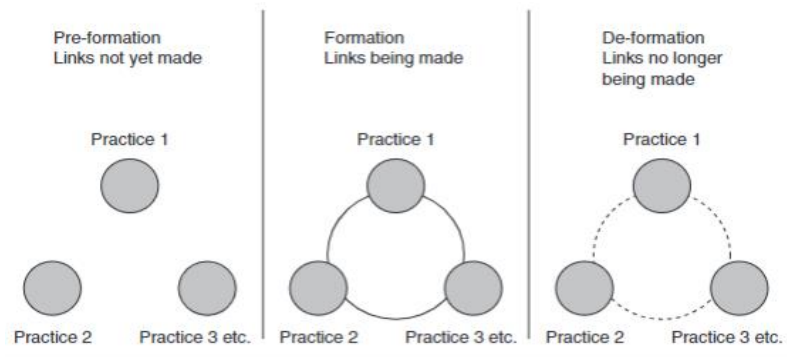 Pre-formation
Links not yet made
Practice 1
Practice 2
Practice 3 etc.
Formation
Links being made
Practice 1
Practice 2
Practice 3 etc.
De-formation
Links no longer
being made
Practice 1
Practice 2
Practice 3 etc.